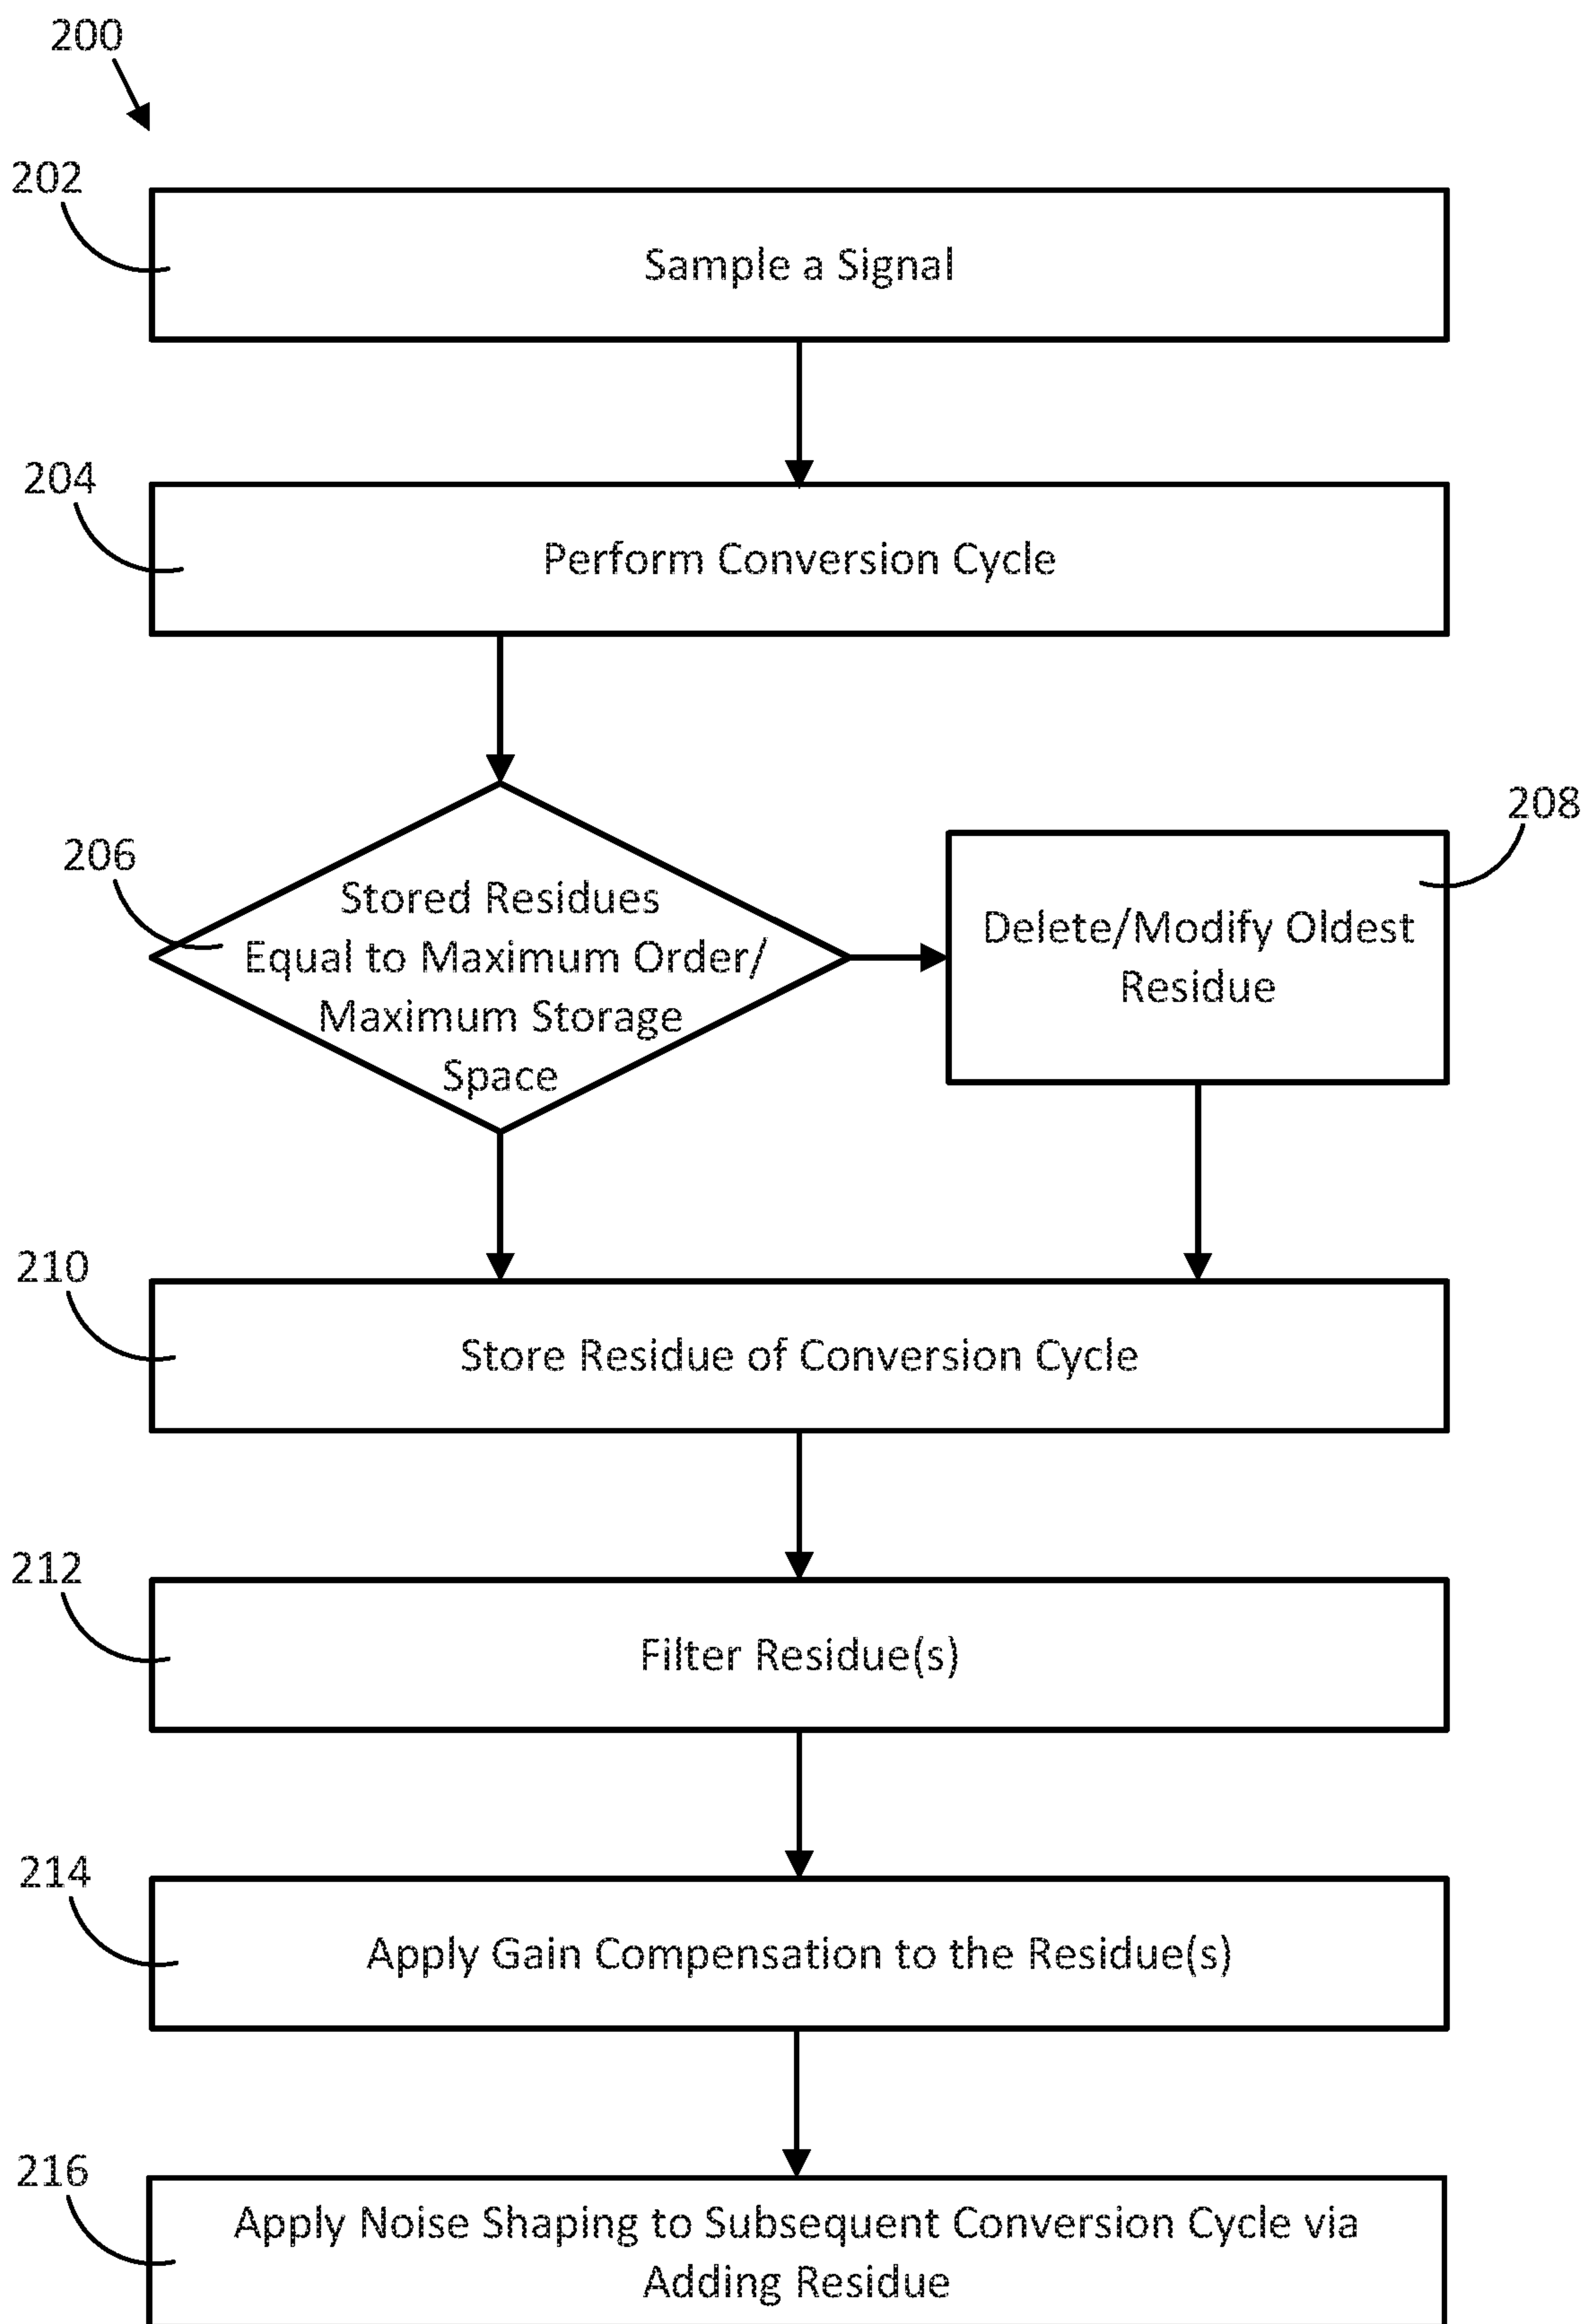 200
202
Sample a Signal
204
Perform Conversion Cycle
206
Stored Residues
Equal to Maximum Order/
Maximum Storage
Space
208
Delete/Modify Oldest
Residue
210
Store Residue of Conversion Cycle
212
Filter Residue(s)
214
Apply Gain Compensation to the Residue(s)
216
Apply Noise Shaping to Subsequent Conversion Cycle via
Adding Residue